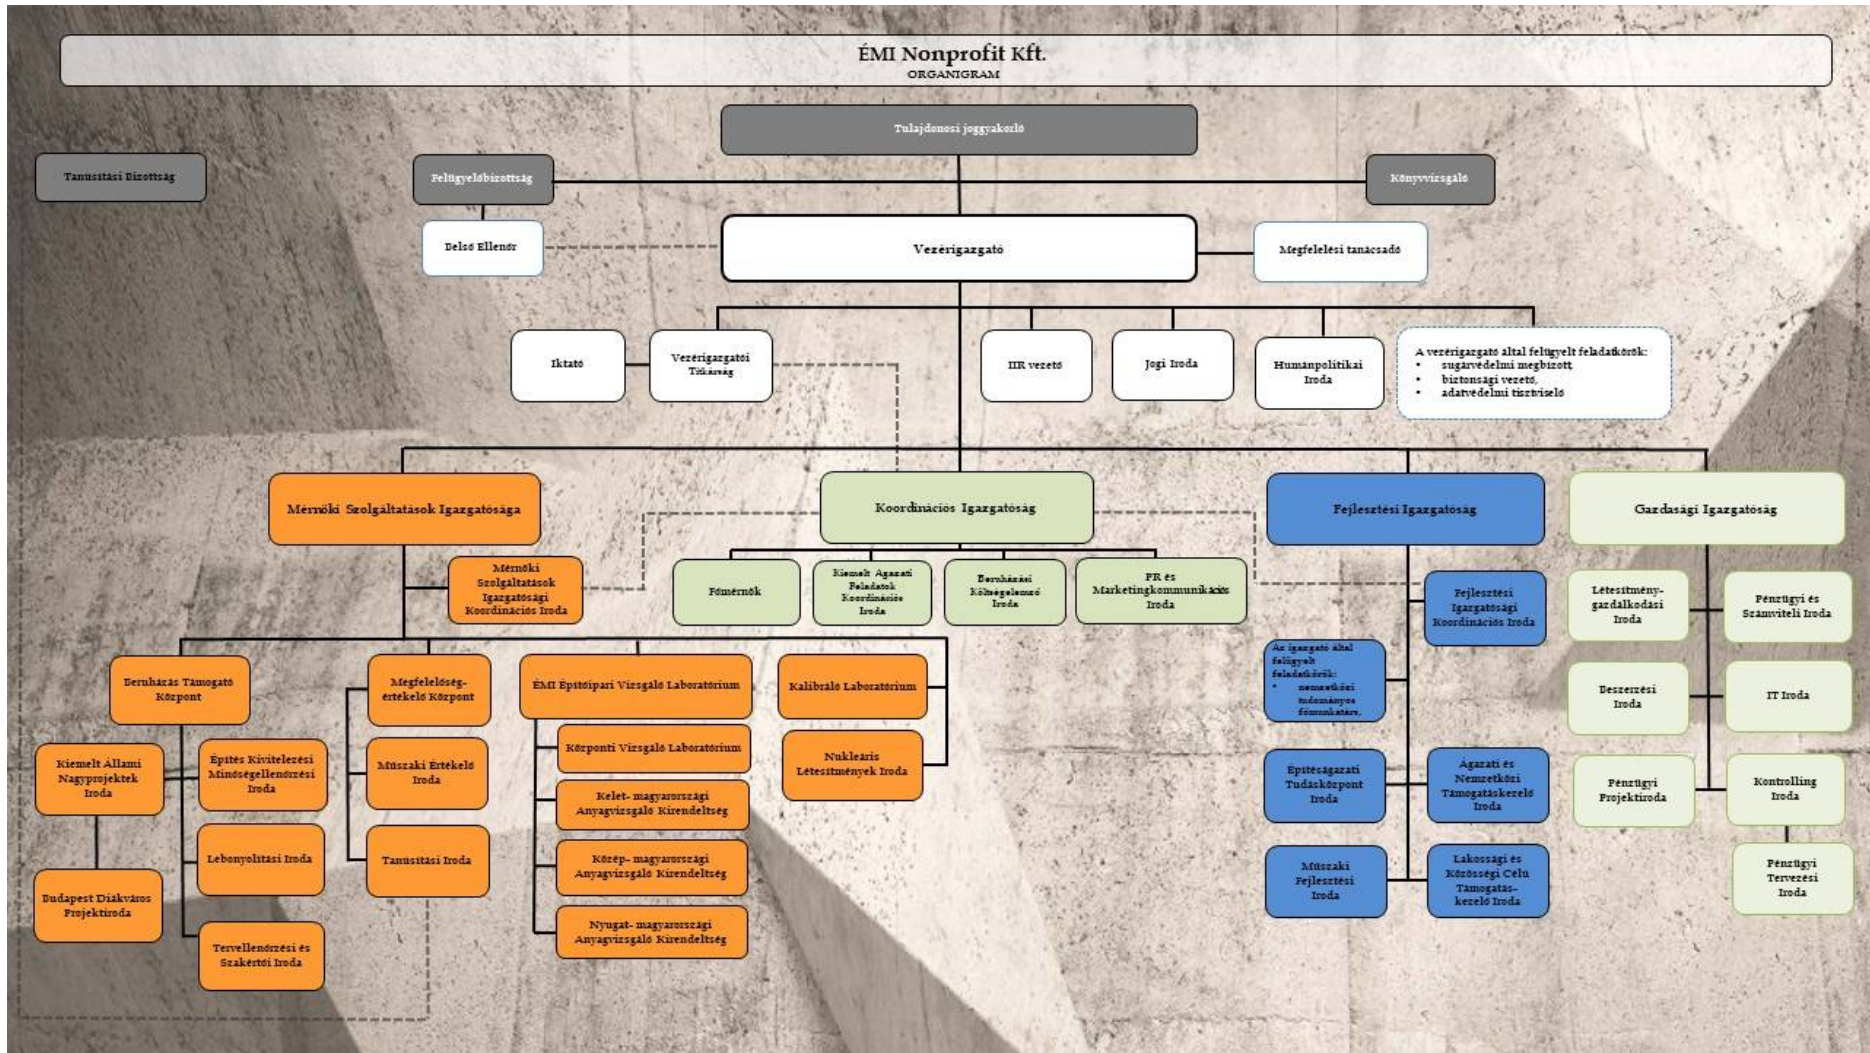 ÉMI Nonprofit Kft.
ORGANIGRAM
Tulajdonosi joggyakorló
Tanúsítási Bizottság
Felügyelőbizottság
Könyvvizsgáló
Belső Ellenőr
Vezérigazgató
Megfelelési tanácsadó
Iktató
Vezérigazgatói
Titkárság
IIR vezető
Jogi Iroda
Humánpolitikai
Iroda
A vezérigazgató által felügyelt feladatkörök:
• sugárvédelmi megbízott,
• biztonsági vezető,
• adatvédelmi tisztviselő
Mérnöki Szolgáltatások Igazgatósága
Koordinációs Igazgatóság
Fejlesztési Igazgatóság
Gazdasági Igazgatóság
Mérnöki
Szolgáltatások
Igazgatósági
Koordinációs Iroda
Főmérnök
Kiemelt Ágazati
Feladatok
Koordinációs
Iroda
Beruházási
Költségelemző
Iroda
PR és
Marketingkommunikációs
Iroda
Fejlesztési
Igazgatósági
Koordinációs Iroda
Létesítmény-
gazdálkodási
Iroda
Pénzügyi és
Számviteli Iroda
Beruházás Támogató
Központ
Megfelelőség-
értékelő Központ
ÉMI Építőipari Vizsgáló Laboratórium
Kalibráló Laboratórium
Az igazgató által
felügyelt
feladatkörök:
• nemzetközi
tudományos
főmunkatárs,
Beszerzési
Iroda
IT Iroda
Kiemelt Állami
Nagyprojektek
Iroda
Építés Kivitelezési
Minőségellenőrzési
Iroda
Műszaki Értékelő
Iroda
Központi Vizsgáló Laboratórium
Nukleáris
Létesítmények Iroda
Építéságazati
Tudásközpont
Iroda
Ágazati és
Nemzetközi
Támogatáskezelő
Iroda
Pénzügyi
Projektiroda
Kontrolling
Iroda
Kelet- magyarországi
Anyagvizsgáló Kirendeltség
Lebonyolítási Iroda
Tanúsítási Iroda
Közép- magyarországi
Anyagvizsgáló Kirendeltség
Műszaki
Fejlesztési
Iroda
Lakossági és
Közösségi Célú
Támogatás-
kezelő Iroda
Pénzügyi
Tervezési
Iroda
Budapest Diákváros
Projektiroda
Nyugat- magyarországi
Anyagvizsgáló Kirendeltség
Tervellenőrzési és
Szakértői Iroda